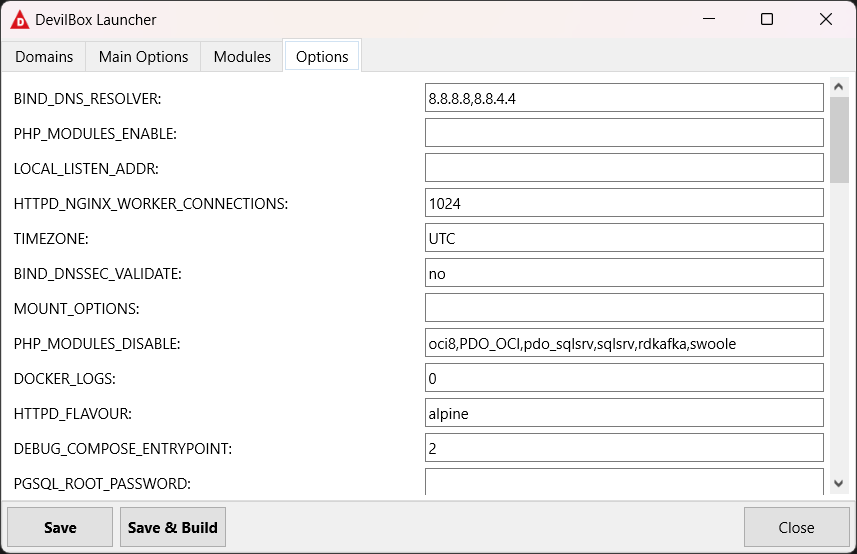 DevilBox Launcher
Domains Main Options Modules Options
BIND_DNS_RESOLVER: 8.8.8.8,8.8.4.4
PHP_MODULES_ENABLE:
LOCAL_LISTEN_ADDR:
HTTPD_NGINX_WORKER_CONNECTIONS: 1024
TIMEZONE: UTC
BIND_DNSSEC_VALIDATE: no
MOUNT_OPTIONS:
PHP_MODULES_DISABLE: oci8,PDO_OCI,pdo_sqlsrv,sqlsrv,rdkafka,swoole
DOCKER_LOGS: 0
HTTPD_FLAVOUR: alpine
DEBUG_COMPOSE_ENTRYPOINT: 2
PGSQL_ROOT_PASSWORD:
Save Save & Build Close